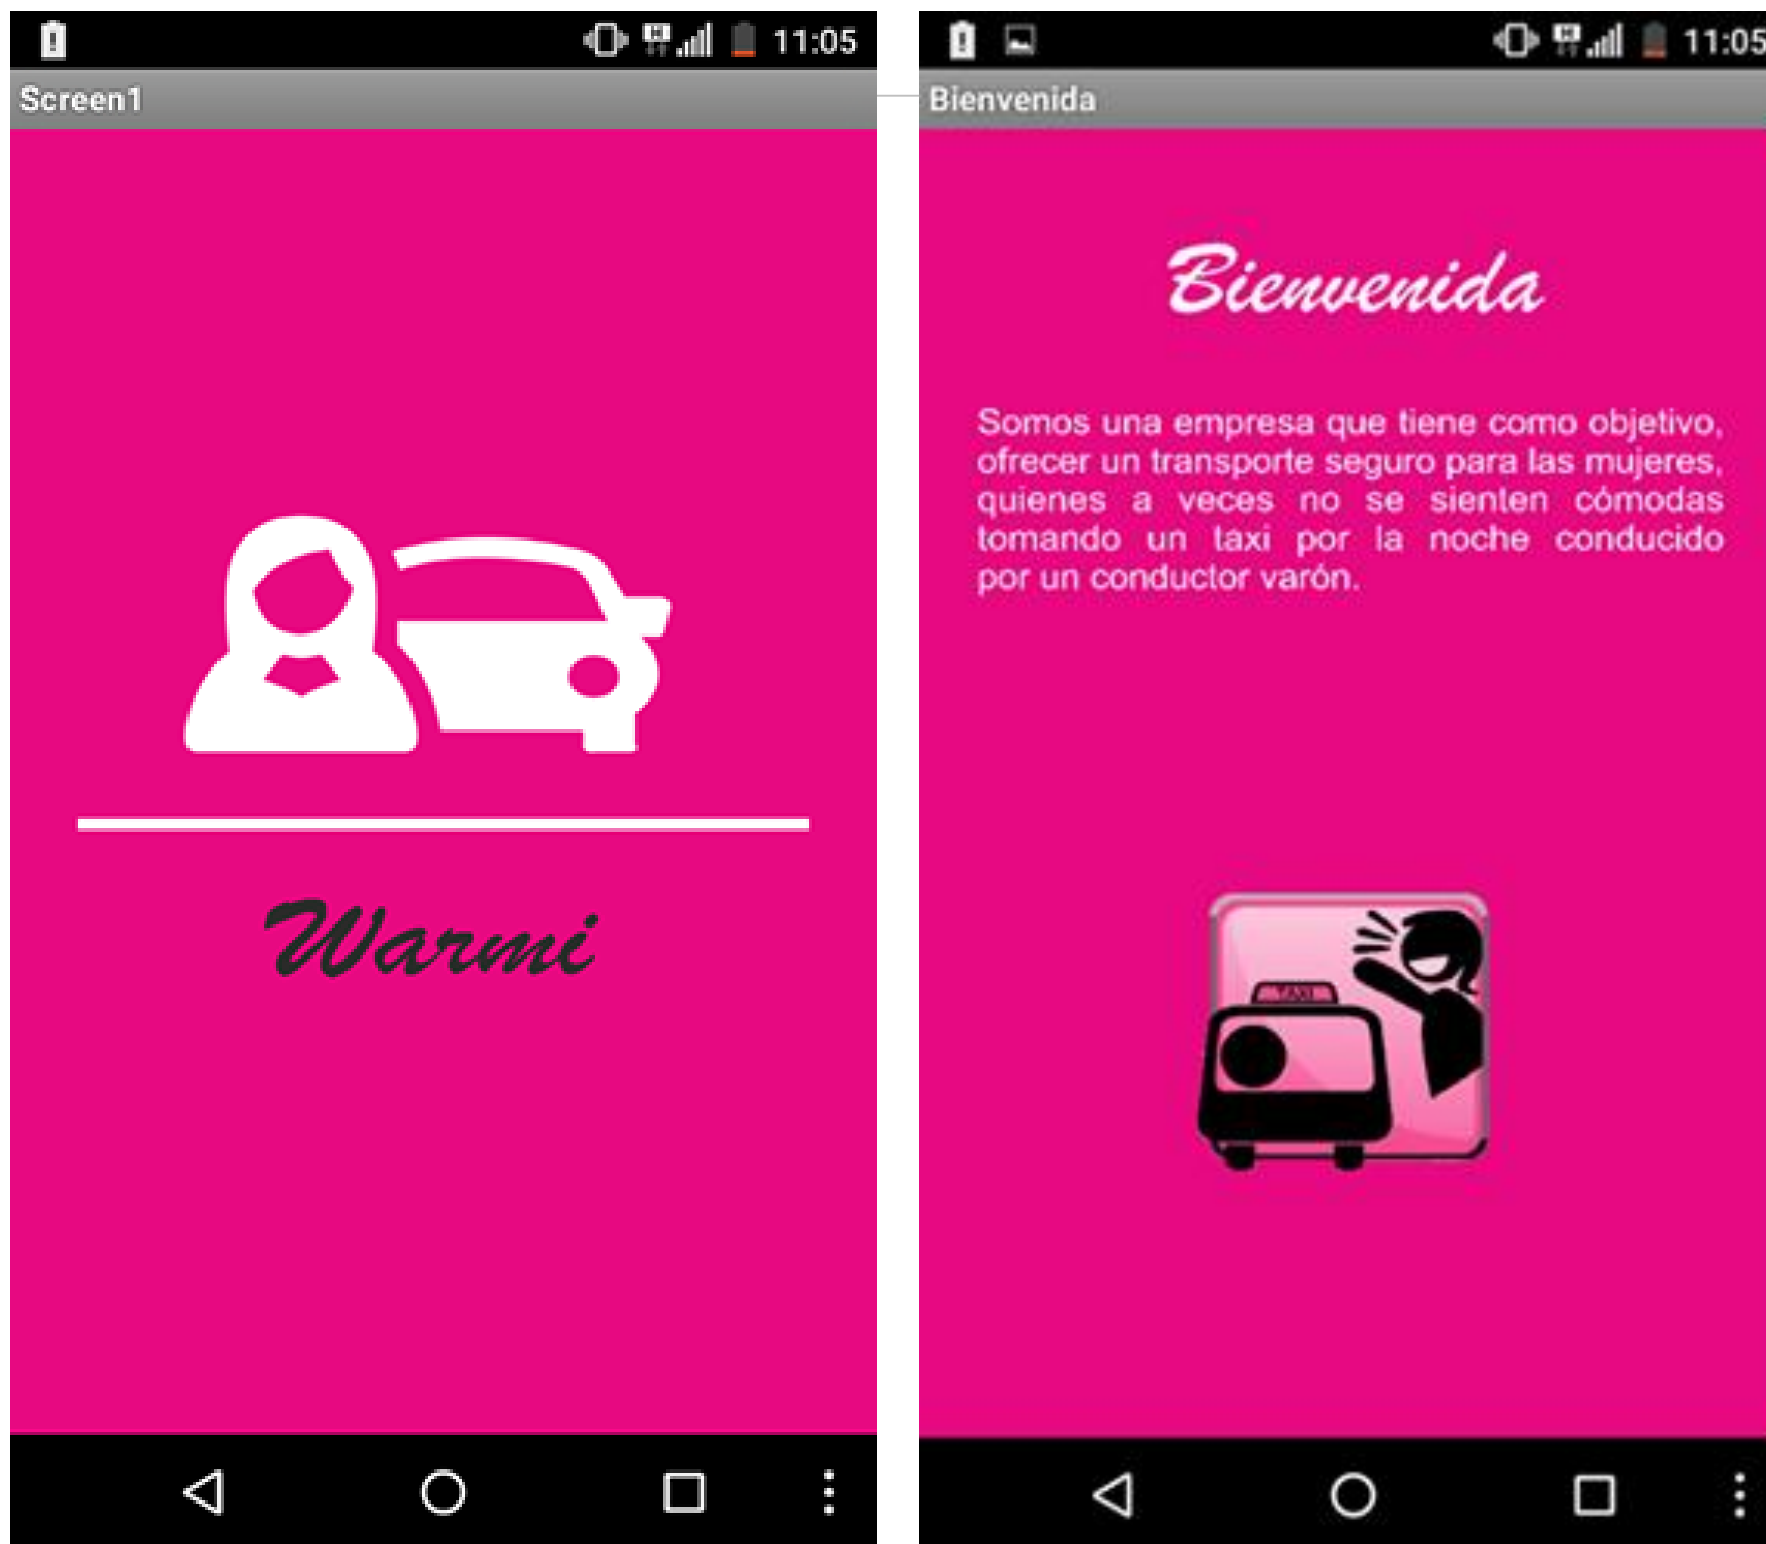 11:05
Screen1
Warmi
11:05
Bienvenida
Bienvenida
Somos una empresa que tiene como objetivo,
ofrecer un transporte seguro para las mujeres,
quienes a veces no se sienten cómodas
tomando un taxi por la noche conducido
por un conductor varón.
TAXI